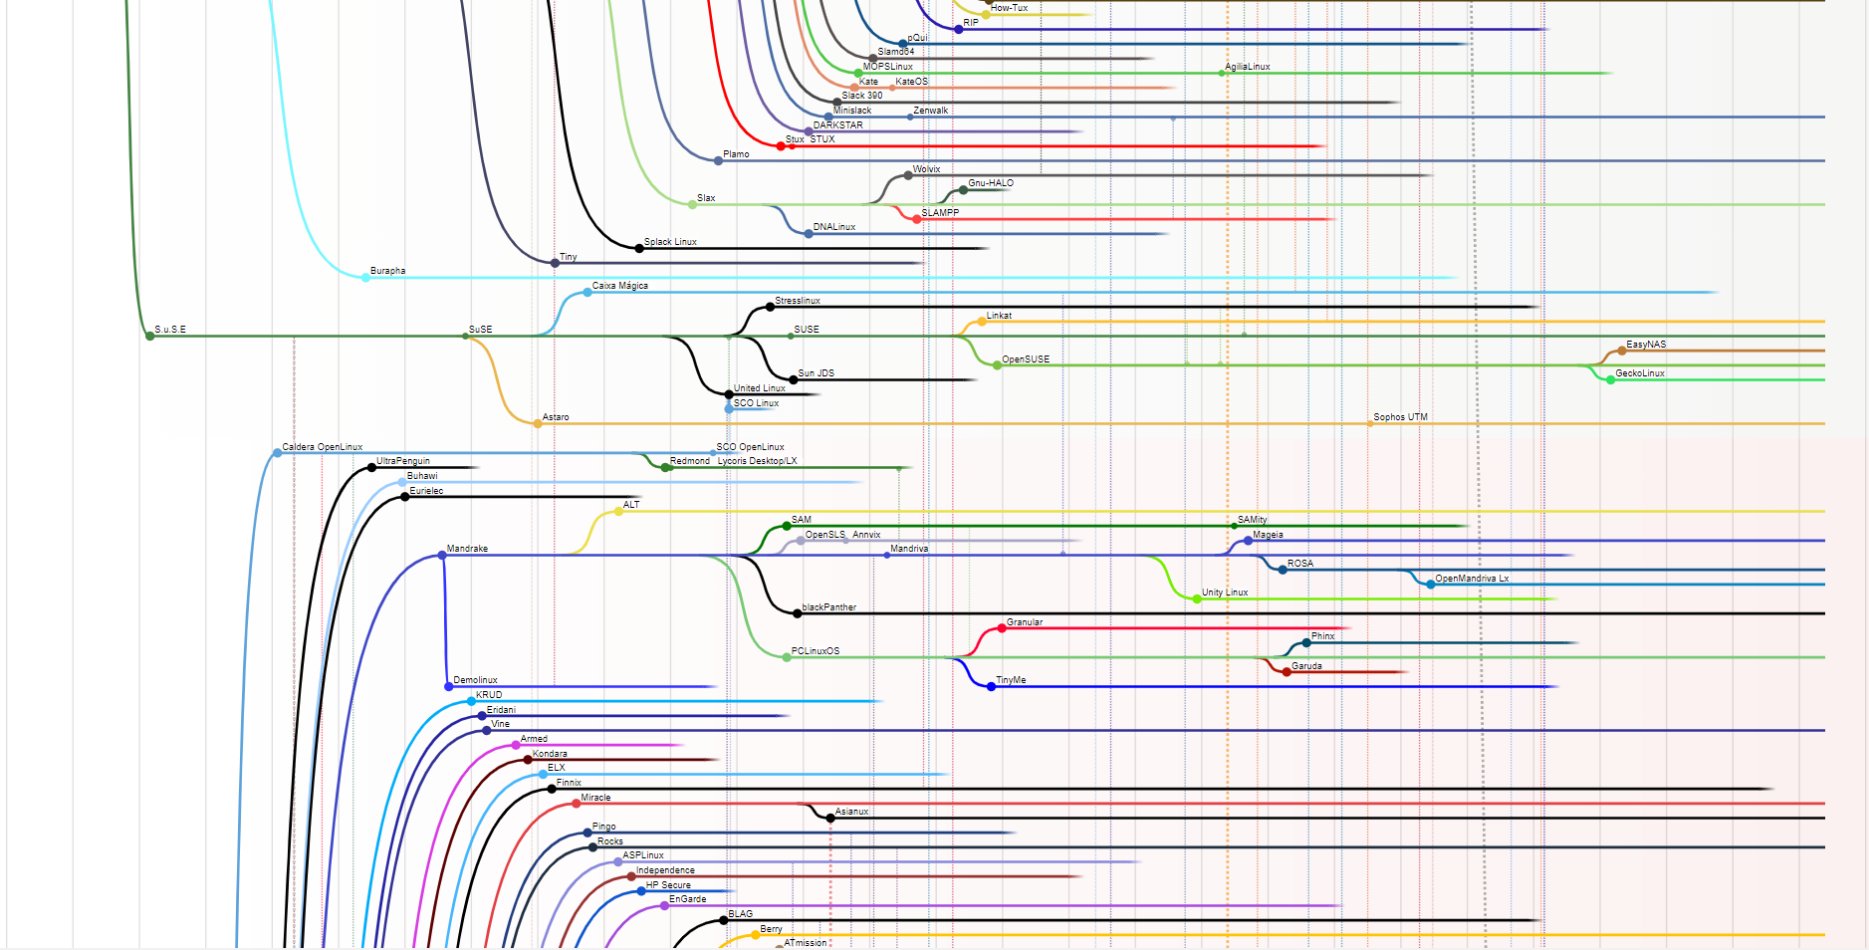 How-Tux
RIP
pQui
Slamd64
MOPSLinux AgiliaLinux
Kate KateOS
Slack 390
Minislack Zenwalk
DARKSTAR
Stux STUX
Plamo
Wolvix
Gnu-HALO
Slax
SLAMPP
DNALinux
Splack Linux
Tiny
Burapha
Caixa Mágica
Stresslinux
Linkat
S.u.S.E SuSE SUSE
EasyNAS
OpenSUSE
Sun JDS GeckoLinux
United Linux
SCO Linux
Astaro Sophos UTM
Caldera OpenLinux SCO OpenLinux
UltraPenguin Redmond Lycoris Desktop/LX
Buhawi
Eurielec
ALT
SAM SAMity
OpenSLS Annvix Mageia
Mandrake Mandriva
ROSA
OpenMandriva Lx
Unity Linux
blackPanther
Granular
Phinx
PCLinuxOS
Garuda
Demolinux TinyMe
KRUD
Eridani
Vine
Armed
Kondara
ELX
Finnix
Miracle
Asianux
Pingo
Rocks
ASPLinux
Independence
HP Secure
EnGarde
BLAG
Berry
ATmission